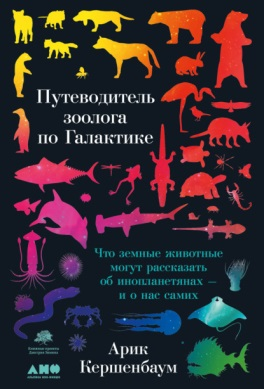 Путеводитель
зоолога
по Галактике
Что земные животные
могут рассказать
об инопланетянах —
и о нас самих
Арик
Кершенбаум